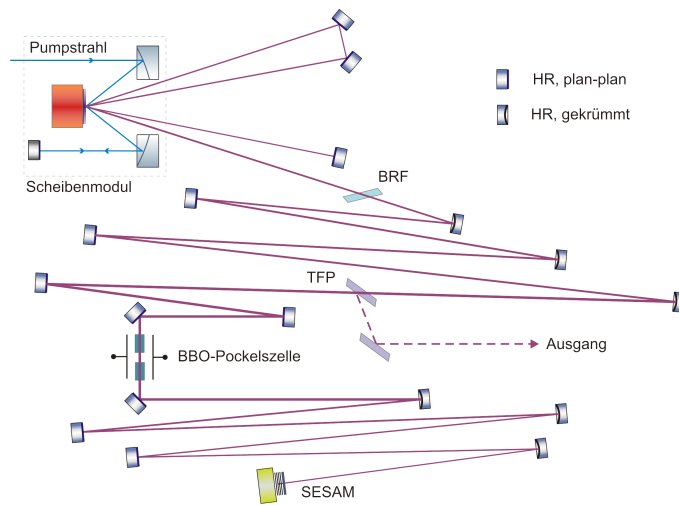 Pumpstrahl
HR, plan-plan
HR, gekrümmt
Scheibenmodul
BRF
TFP
Ausgang
BBO-Pockelszelle
SESAM